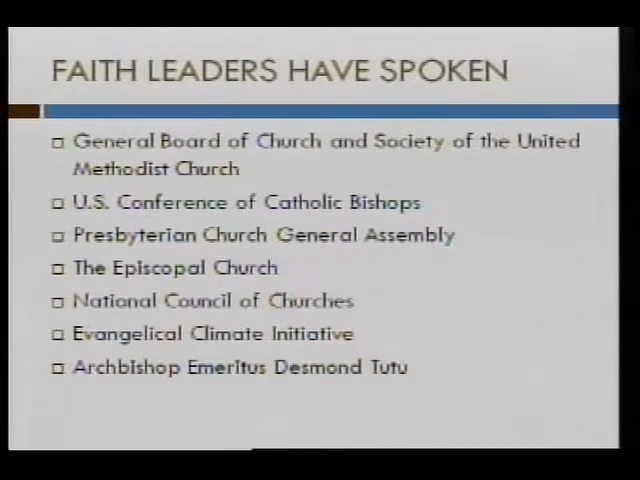 FAITH LEADERS HAVE SPOKEN
General Board of Church and Society of the United
Methodist Church
U.S. Conference of Catholic Bishops
Presbyterian Church General Assembly
The Episcopal Church
National Council of Churches
Evangelical Climate Initiative
Archbishop Emeritus Desmond Tutu